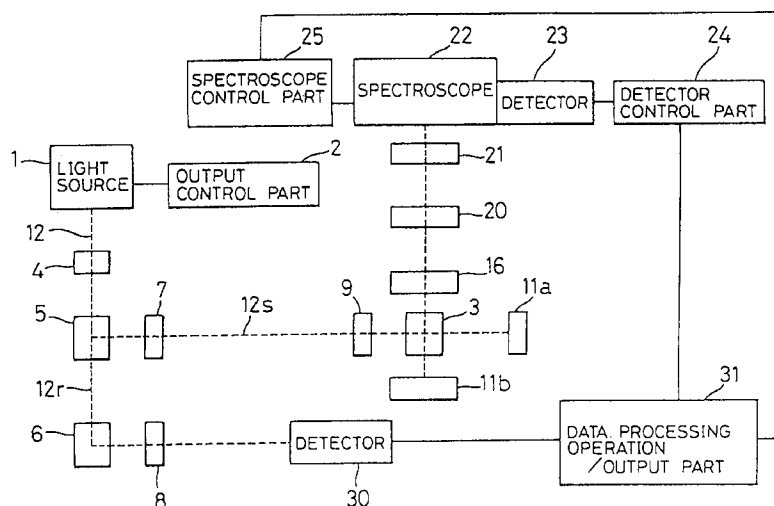 25
22
23
24
SPECTROSCOPE
CONTROL PART
SPECTROSCOPE
DETECTOR
DETECTOR
CONTROL PART
1
LIGHT
SOURCE
2
OUTPUT
CONTROL PART
21
12
20
4
16
5
7
12s
9
3
11a
12r
11b
31
6
8
DETECTOR
30
DATA. PROCESSING
OPERATION
/OUTPUT PART